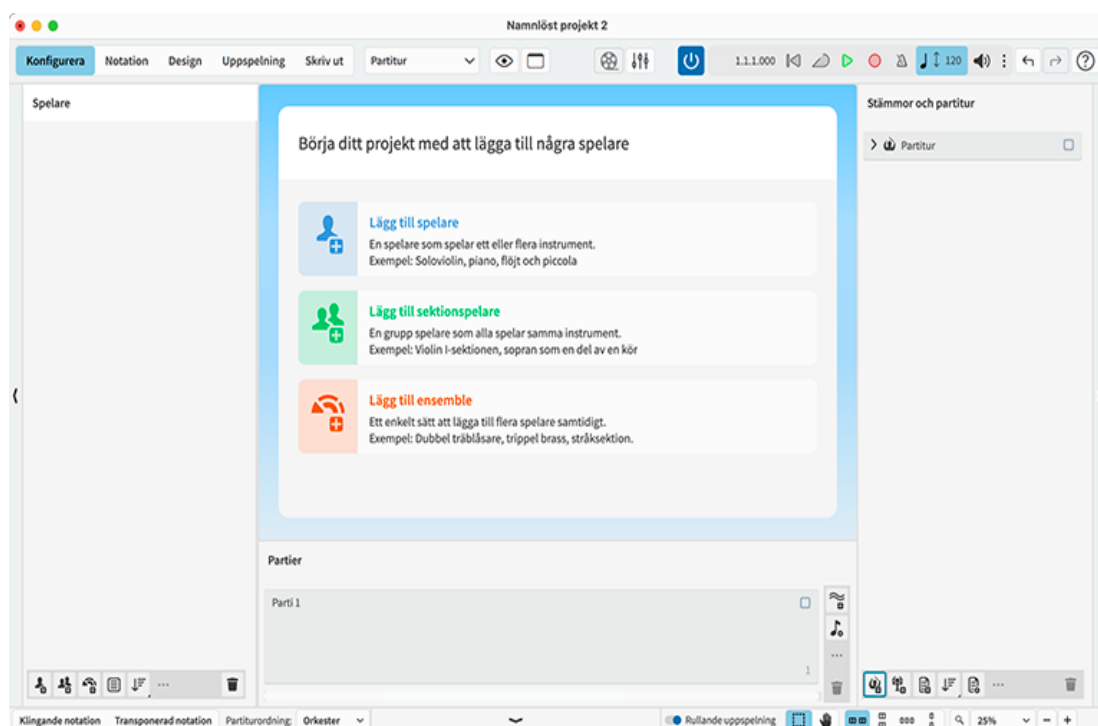 Namnlöst projekt 2
Konfigurera Notation Design Uppspelning Skriv ut Partitur 1.1.1.000 120
Spelare
Stämmor och partitur
Partitur
Börja ditt projekt med att lägga till några spelare
Lägg till spelare
En spelare som spelar ett eller flera instrument.
Exempel: Soloviolin, piano, flöjt och piccola
Lägg till sektionspelare
En grupp spelare som alla spelar samma instrument.
Exempel: Violin I-sektionen, sopran som en del av en kör
Lägg till ensemble
Ett enkelt sätt att lägga till flera spelare samtidigt.
Exempel: Dubbel träblåsare, trippel brass, stråksektion.
Partier
Parti 1
1
Klingande notation Transponerad notation Partiturordning: Orkester Rullande uppspelning 25%